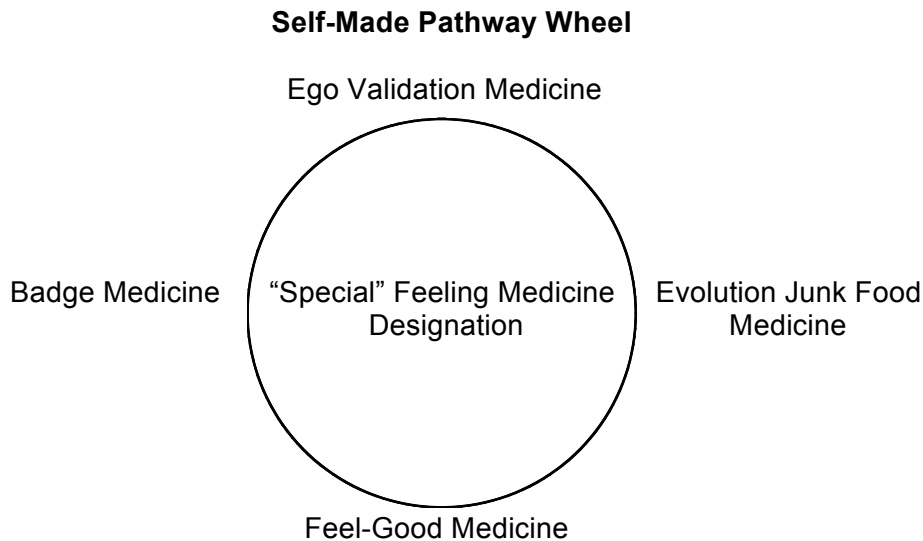 Self-Made Pathway Wheel
Ego Validation Medicine
Badge Medicine
“Special” Feeling Medicine
Designation
Evolution Junk Food
Medicine
Feel-Good Medicine